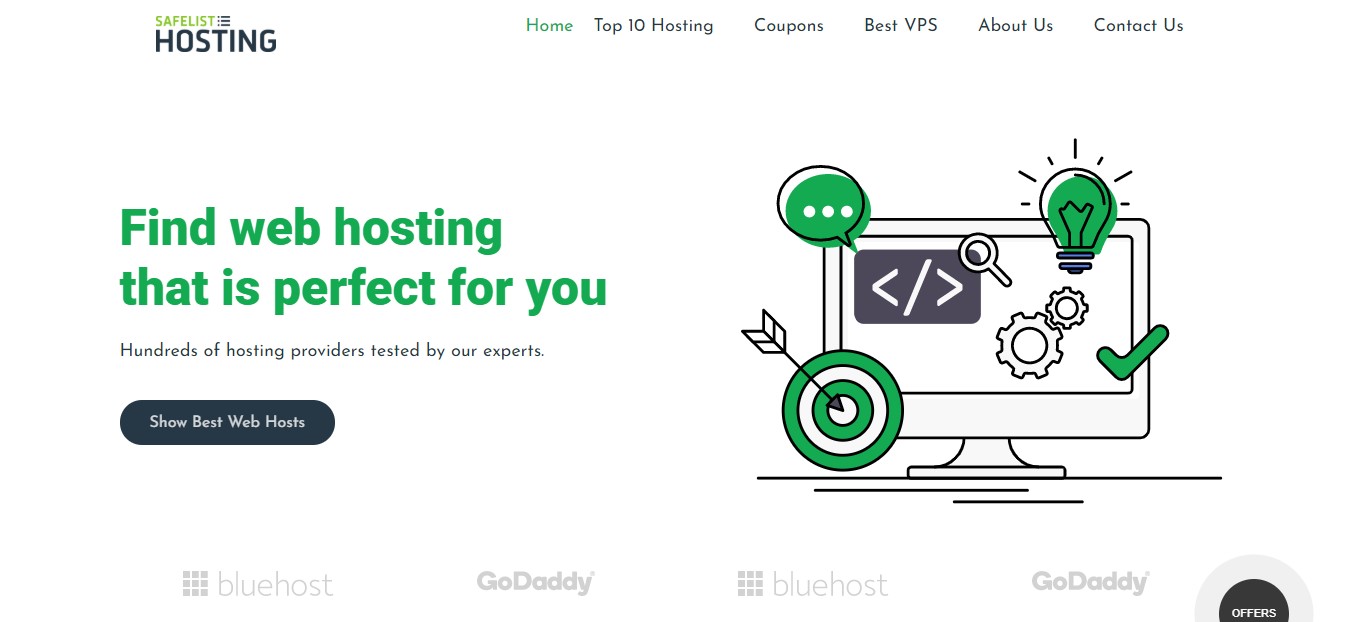 SAFELIST
HOSTING
Home Top 10 Hosting Coupons Best VPS About Us Contact Us
Find web hosting
that is perfect for you
Hundreds of hosting providers tested by our experts.
Show Best Web Hosts
</>
bluehost GoDaddy bluehost GoDaddy
OFFERS